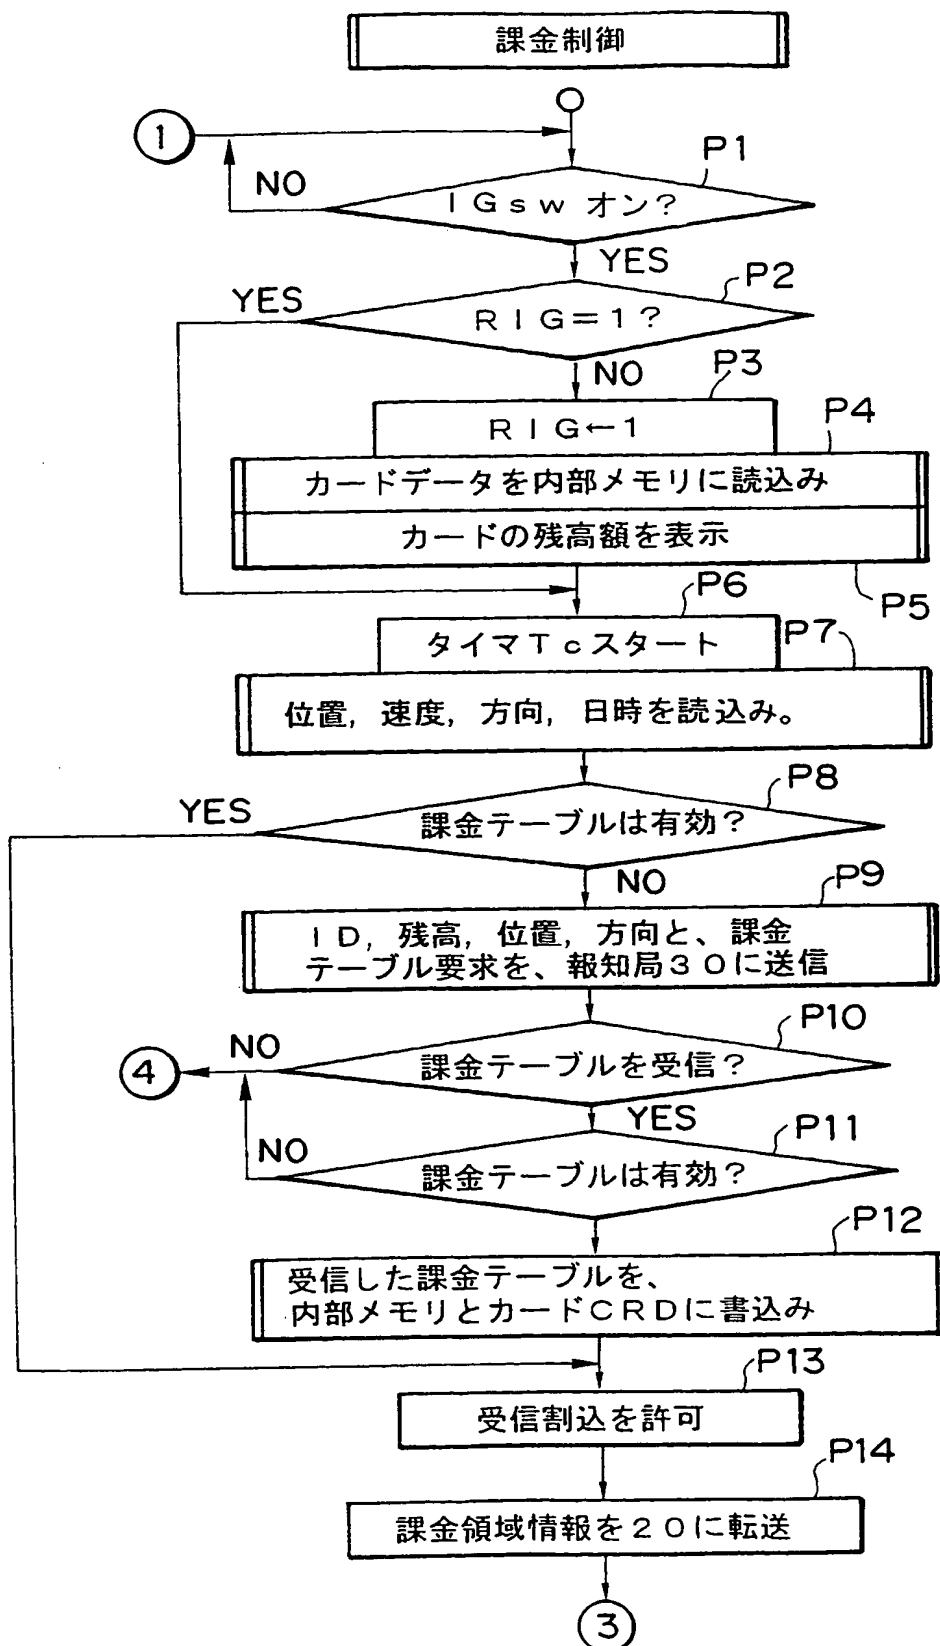 課金制御
1
P1
NO
IGsw オン?
YES
P2
YES
RIG=1?
NO
P3
RIG←1
P4
カードデータを内部メモリに読込み
カードの残高額を表示
P5
P6
タイマTcスタート
P7
位置, 速度, 方向, 日時を読込み。
P8
YES
課金テーブルは有効?
NO
P9
ID, 残高, 位置, 方向と、課金
テーブル要求を、報知局30に送信
P10
NO
4
課金テーブルを受信?
YES
P11
NO
課金テーブルは有効?
P12
受信した課金テーブルを、
内部メモリとカードCRDに書込み
P13
受信割込を許可
P14
課金領域情報を20に転送
3